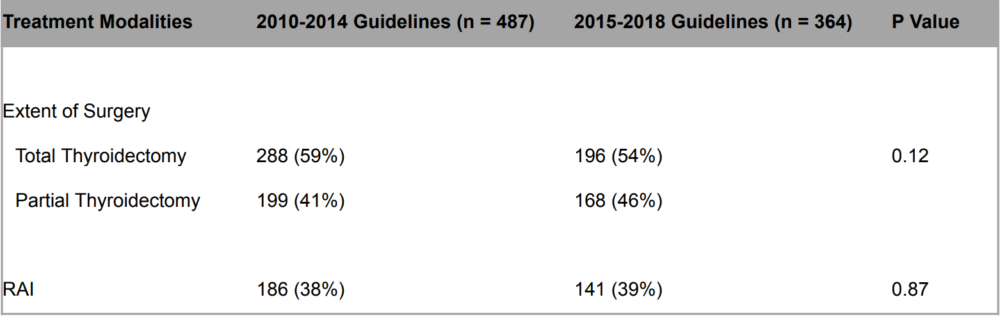 Treatment Modalities 2010-2014 Guidelines (n = 487) 2015-2018 Guidelines (n = 364) P Value
Extent of Surgery
Total Thyroidectomy 288 (59%) 196 (54%) 0.12
Partial Thyroidectomy 199 (41%) 168 (46%)
RAI 186 (38%) 141 (39%) 0.87